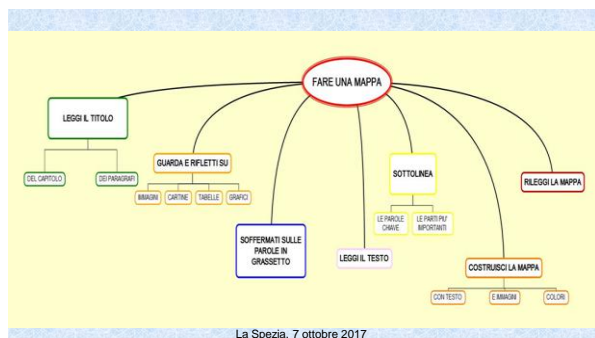 FARE UNA MAPPA
LEGGI IL TITOLO
DEL CAPITOLO
DEI PARAGRAFI
GUARDA E RIFLETTI SU
IMMAGINI
CARTINE
TABELLE
GRAFICI
SOFFERMATI SULLE
PAROLE IN
GRASSETTO
LEGGI IL TESTO
SOTTOLINEA
LE PAROLE
CHIAVE
LE PARTI PIU'
IMPORTANTI
COSTRUISCI LA MAPPA
CON TESTO
E IMMAGINI
COLORI
RILEGGI LA MAPPA
La Spezia, 7 ottobre 2017